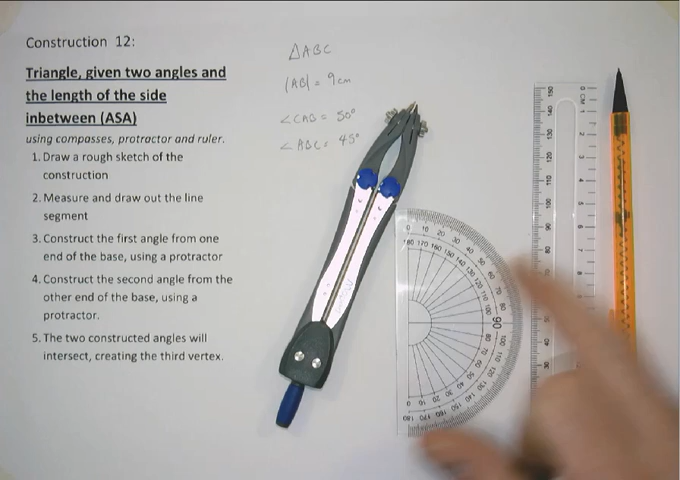 Construction 12:
Triangle, given two angles and
the length of the side
inbetween (ASA)
using compasses, protractor and ruler.
1. Draw a rough sketch of the
construction
2. Measure and draw out the line
segment
3. Construct the first angle from one
end of the base, using a protractor
4. Construct the second angle from the
other end of the base, using a
protractor.
5. The two constructed angles will
intersect, creating the third vertex.
△ABC
|AB| = 9cm
∠CAB = 50°
∠ABC = 45°